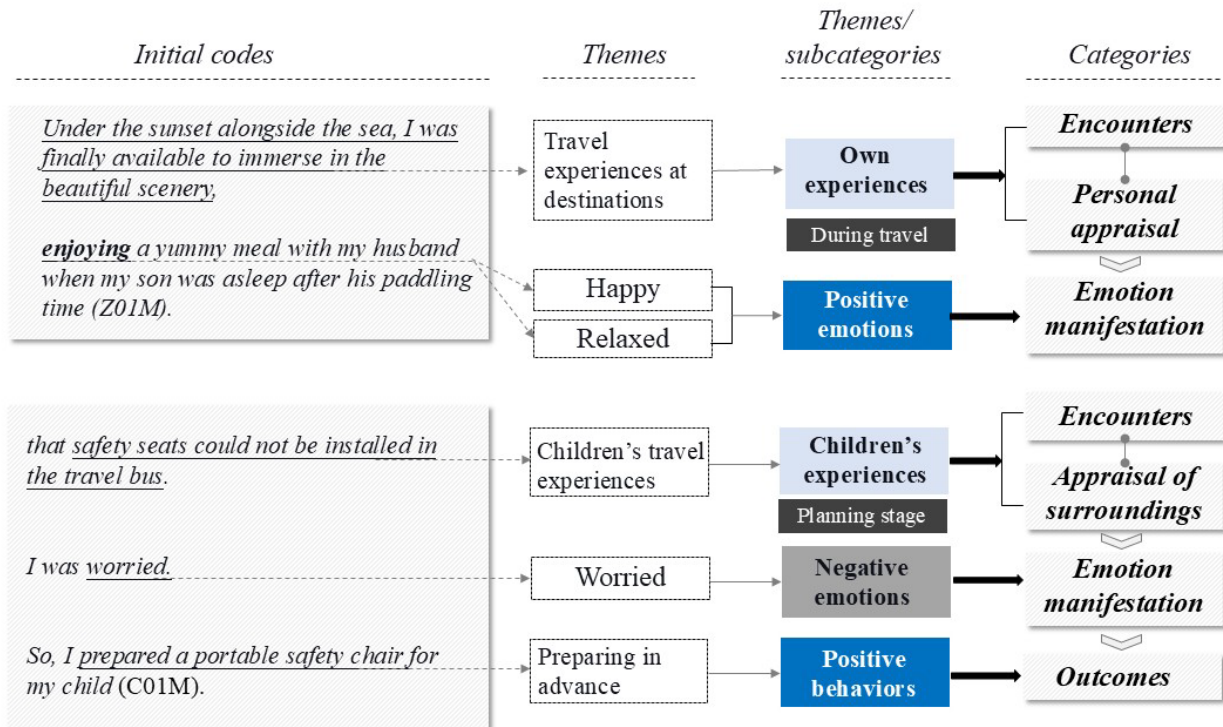 Initial codes
Themes
Themes/
subcategories
Categories
Under the sunset alongside the sea, I was
finally available to immerse in the
beautiful scenery,
enjoying a yummy meal with my husband
when my son was asleep after his paddling
time (Z01M).
Travel
experiences at
destinations
Happy
Relaxed
Own
experiences
During travel
Positive
emotions
Encounters
Personal
appraisal
Emotion
manifestation
that safety seats could not be installed in
the travel bus.
I was worried.
So, I prepared a portable safety chair for
my child (C01M).
Children's travel
experiences
Worried
Preparing in
advance
Children's
experiences
Planning stage
Negative
emotions
Positive
behaviors
Encounters
Appraisal of
surroundings
Emotion
manifestation
Outcomes